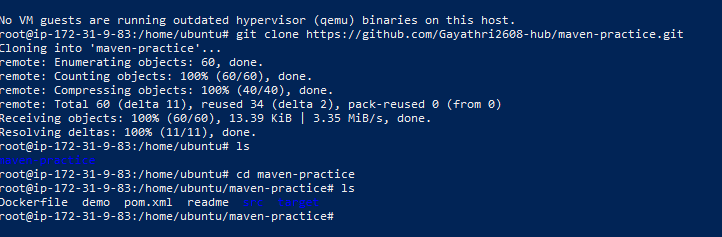 No VM guests are running outdated hypervisor (qemu) binaries on this host.
root@ip-172-31-9-83:/home/ubuntu# git clone https://github.com/Gayathri2608-hub/maven-practice.git
Cloning into 'maven-practice'...
remote: Enumerating objects: 60, done.
remote: Counting objects: 100% (60/60), done.
remote: Compressing objects: 100% (40/40), done.
remote: Total 60 (delta 11), reused 34 (delta 2), pack-reused 0 (from 0)
Receiving objects: 100% (60/60), 13.39 KiB | 3.35 MiB/s, done.
Resolving deltas: 100% (11/11), done.
root@ip-172-31-9-83:/home/ubuntu# ls
maven-practice
root@ip-172-31-9-83:/home/ubuntu# cd maven-practice
root@ip-172-31-9-83:/home/ubuntu/maven-practice# ls
Dockerfile demo pom.xml readme src target
root@ip-172-31-9-83:/home/ubuntu/maven-practice#